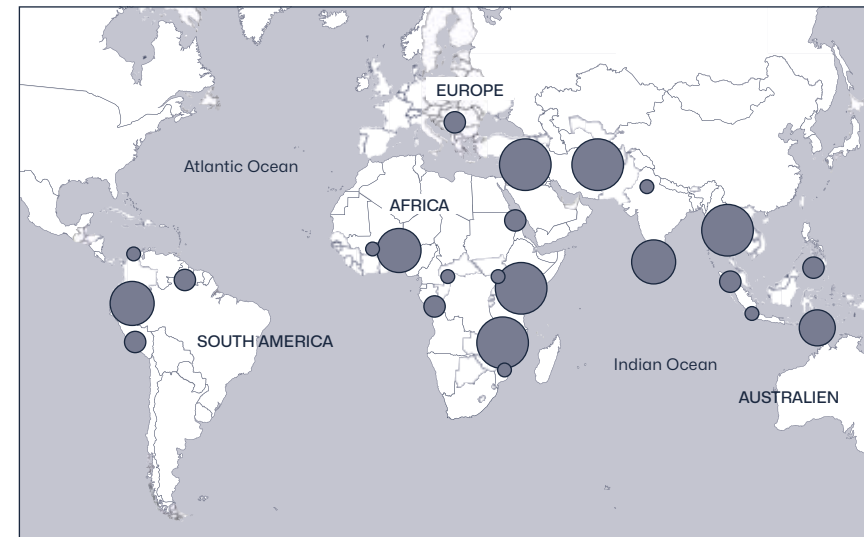 EUROPE
Atlantic Ocean
AFRICA
SOUTH AMERICA
Indian Ocean
AUSTRALIEN